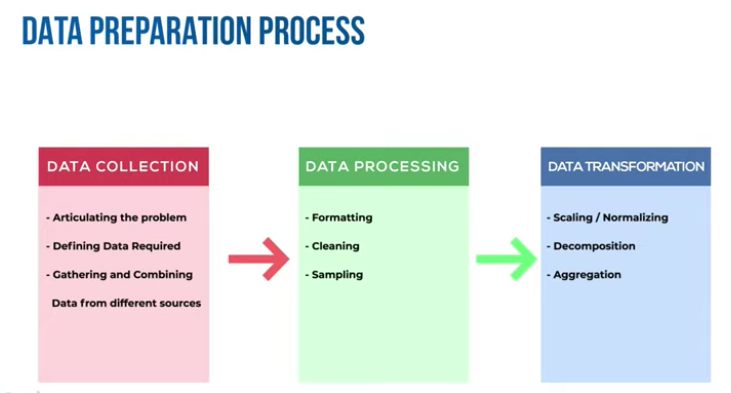 DATA PREPARATION PROCESS
DATA COLLECTION
- Articulating the problem
- Defining Data Required
- Gathering and Combining
Data from different sources
DATA PROCESSING
- Formatting
- Cleaning
- Sampling
DATA TRANSFORMATION
- Scaling / Normalizing
- Decomposition
- Aggregation